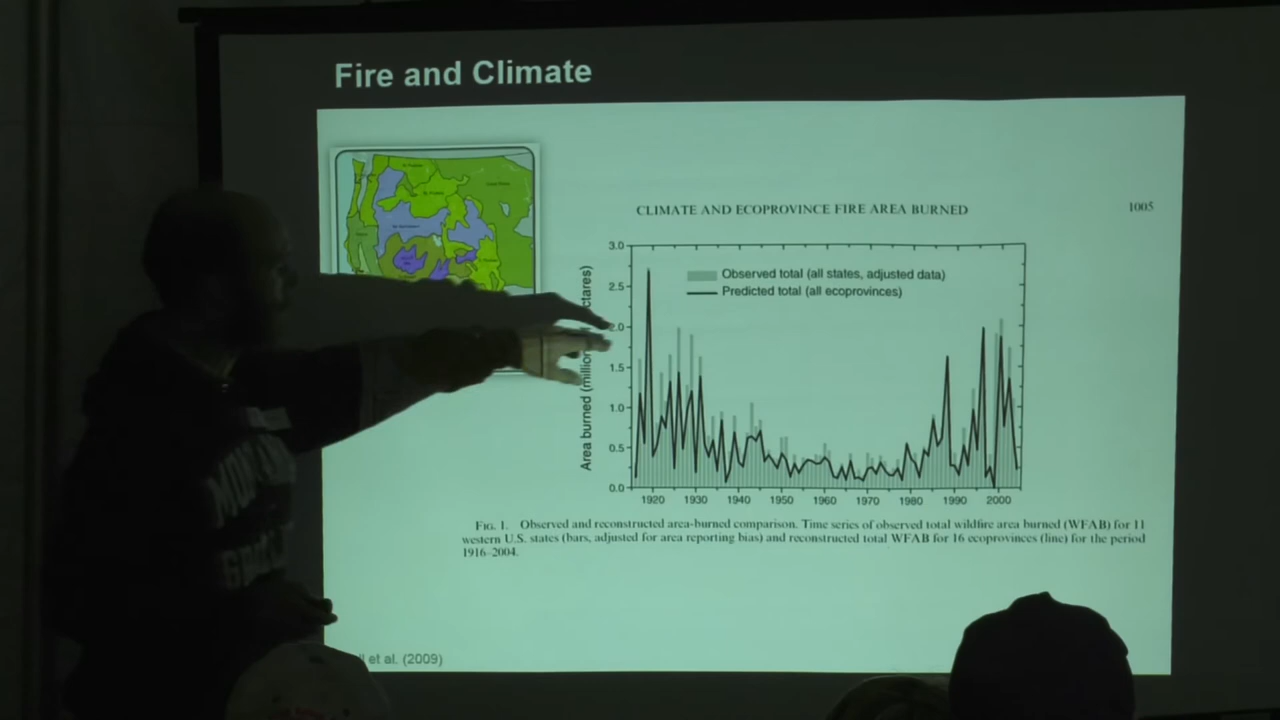 Fire and Climate
CLIMATE AND ECOPROVINCE FIRE AREA BURNED
1005
Observed total (all states, adjusted data)
Predicted total (all ecoprovinces)
Area burned (million ctares)
3.0
2.5
2.0
1.5
1.0
0.5
0.0
1920 1930 1940 1950 1960 1970 1980 1990 2000
FIG. 1. Observed and reconstructed area-burned comparison. Time series of observed total wildfire area burned (WFAB) for 11
western U.S. states (bars, adjusted for area reporting bias) and reconstructed total WFAB for 16 ecoprovinces (line) for the period
1916–2004.
et al. (2009)